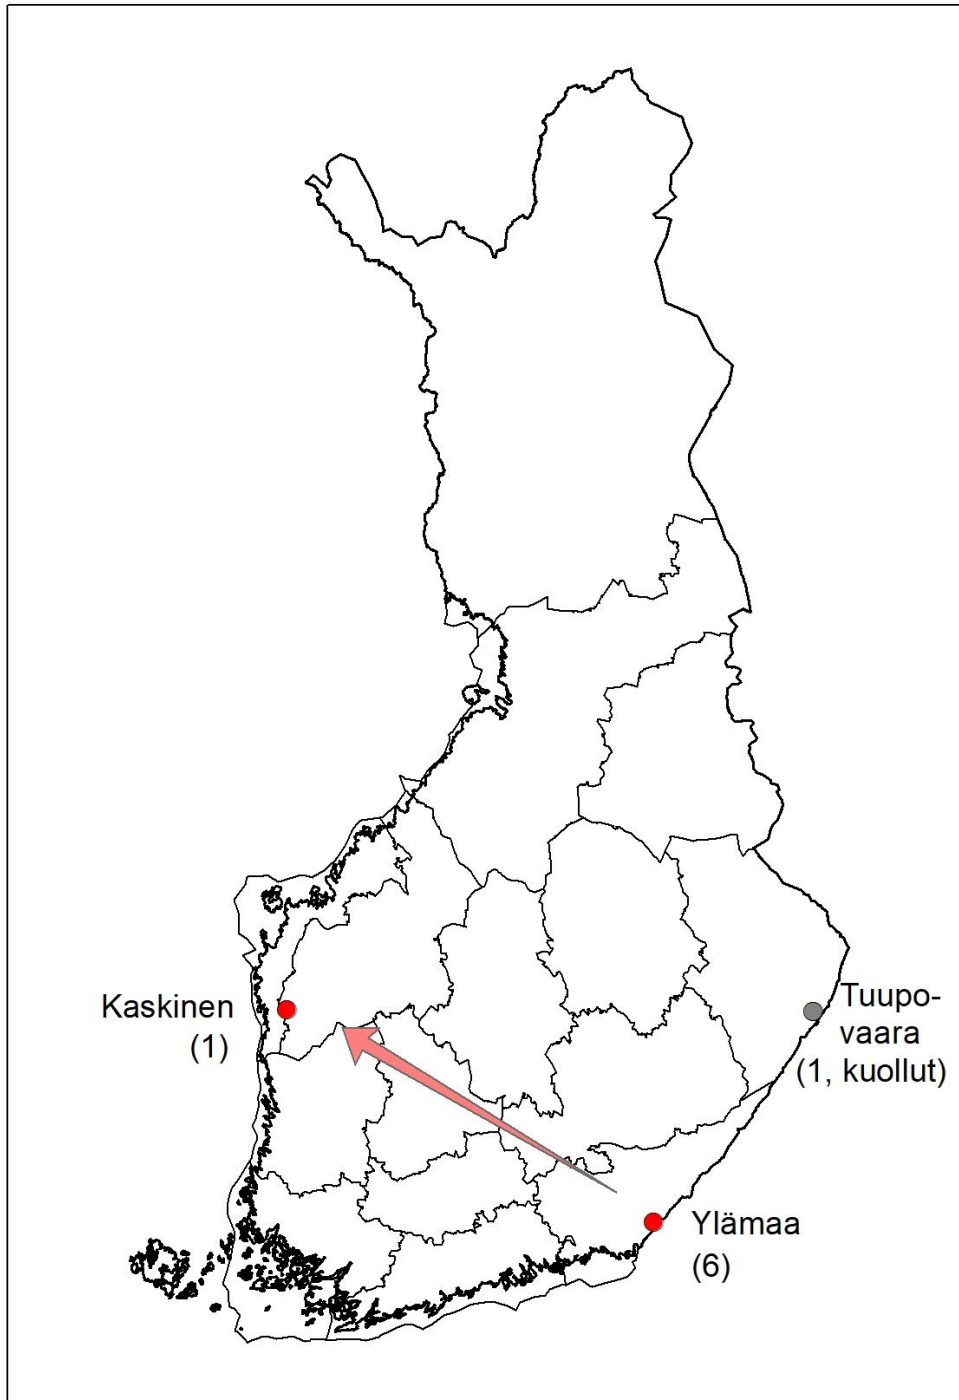 Kaskinen
(1)
Tuupo-
vaara
(1, kuollut)
Ylämaa
(6)